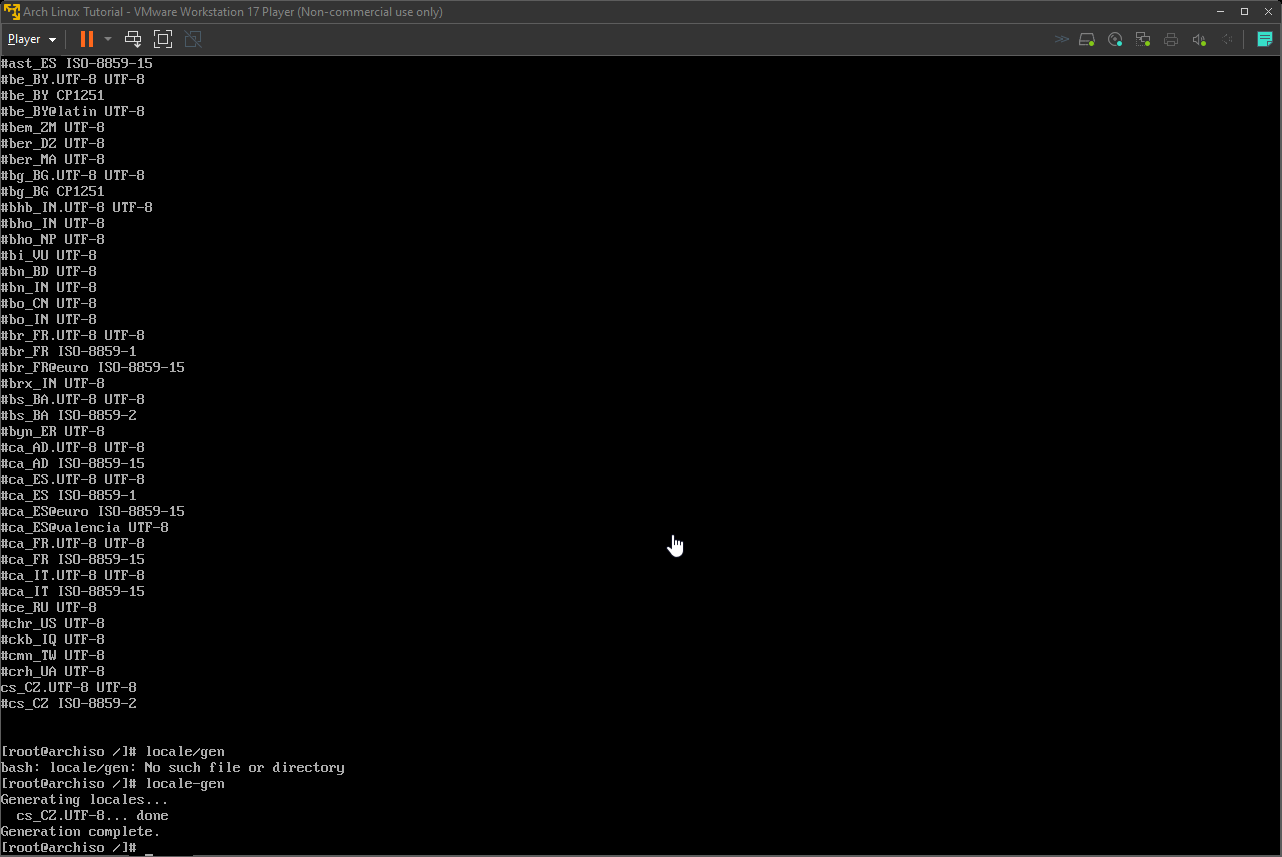 Arch Linux Tutorial - VMware Workstation 17 Player (Non-commercial use only)
Player
#ast_ES ISO-8859-15
#be_BY.UTF-8 UTF-8
#be_BY CP1251
#be_BY@latin UTF-8
#bem_ZM UTF-8
#ber_DZ UTF-8
#ber_MA UTF-8
#bg_BG.UTF-8 UTF-8
#bg_BG CP1251
#bhb_IN.UTF-8 UTF-8
#bho_IN UTF-8
#bho_NP UTF-8
#bi_VU UTF-8
#bn_BD UTF-8
#bn_IN UTF-8
#bo_CN UTF-8
#bo_IN UTF-8
#br_FR.UTF-8 UTF-8
#br_FR ISO-8859-1
#br_FR@euro ISO-8859-15
#brx_IN UTF-8
#bs_BA.UTF-8 UTF-8
#bs_BA ISO-8859-2
#byn_ER UTF-8
#ca_AD.UTF-8 UTF-8
#ca_AD ISO-8859-15
#ca_ES.UTF-8 UTF-8
#ca_ES ISO-8859-1
#ca_ES@euro ISO-8859-15
#ca_ES@valencia UTF-8
#ca_FR.UTF-8 UTF-8
#ca_FR ISO-8859-15
#ca_IT.UTF-8 UTF-8
#ca_IT ISO-8859-15
#ce_RU UTF-8
#chr_US UTF-8
#ckb_IQ UTF-8
#cmn_TW UTF-8
#crh_UA UTF-8
cs_CZ.UTF-8 UTF-8
#cs_CZ ISO-8859-2
[root@archiso /]# locale/gen
bash: locale/gen: No such file or directory
[root@archiso /]# locale-gen
Generating locales...
  cs_CZ.UTF-8... done
Generation complete.
[root@archiso /]# _